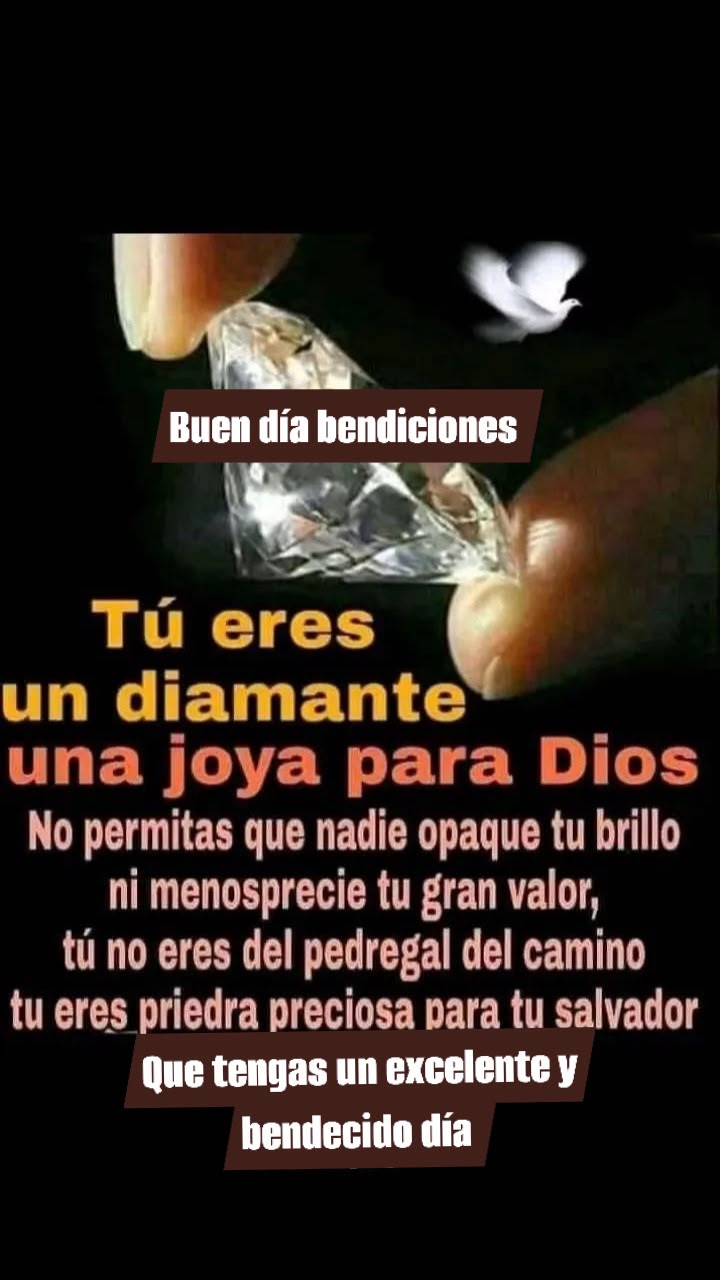 Buen día bendiciones
Tú eres
un diamante
una joya para Dios
No permitas que nadie opaque tu brillo
ni menosprecie tu gran valor,
tú no eres del pedregal del camino
tu eres priedra preciosa para tu salvador
Que tengas un excelente y
bendecido día